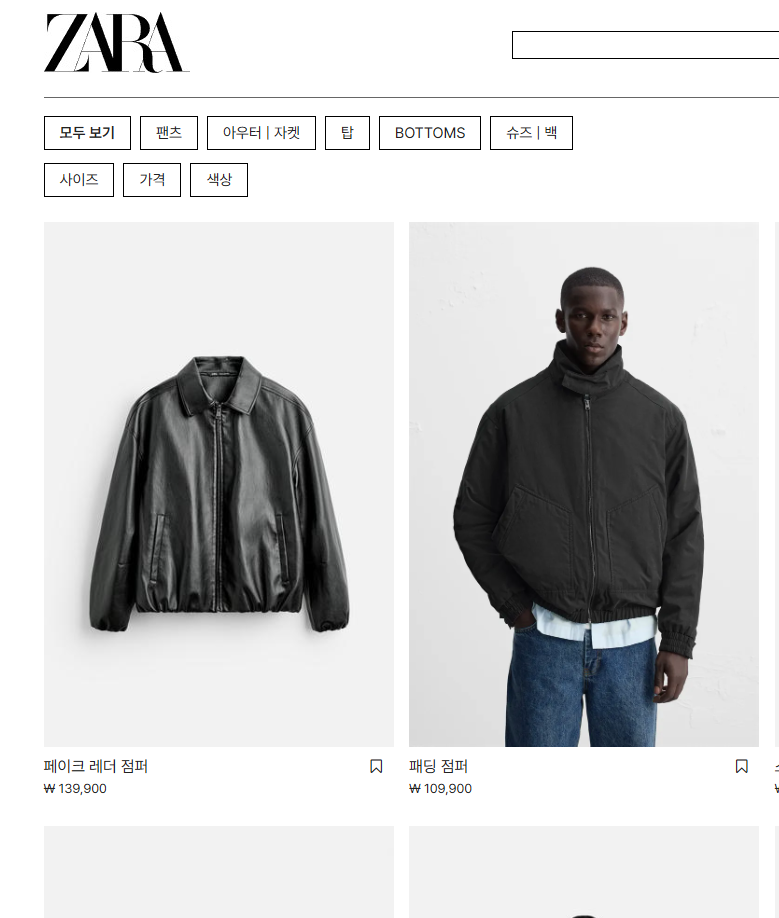 ZARA
모두 보기 팬츠 아우터 | 자켓 탑 BOTTOMS 슈즈 | 백
사이즈 가격 색상
페이크 레더 점퍼
₩ 139,900
패딩 점퍼
₩ 109,900